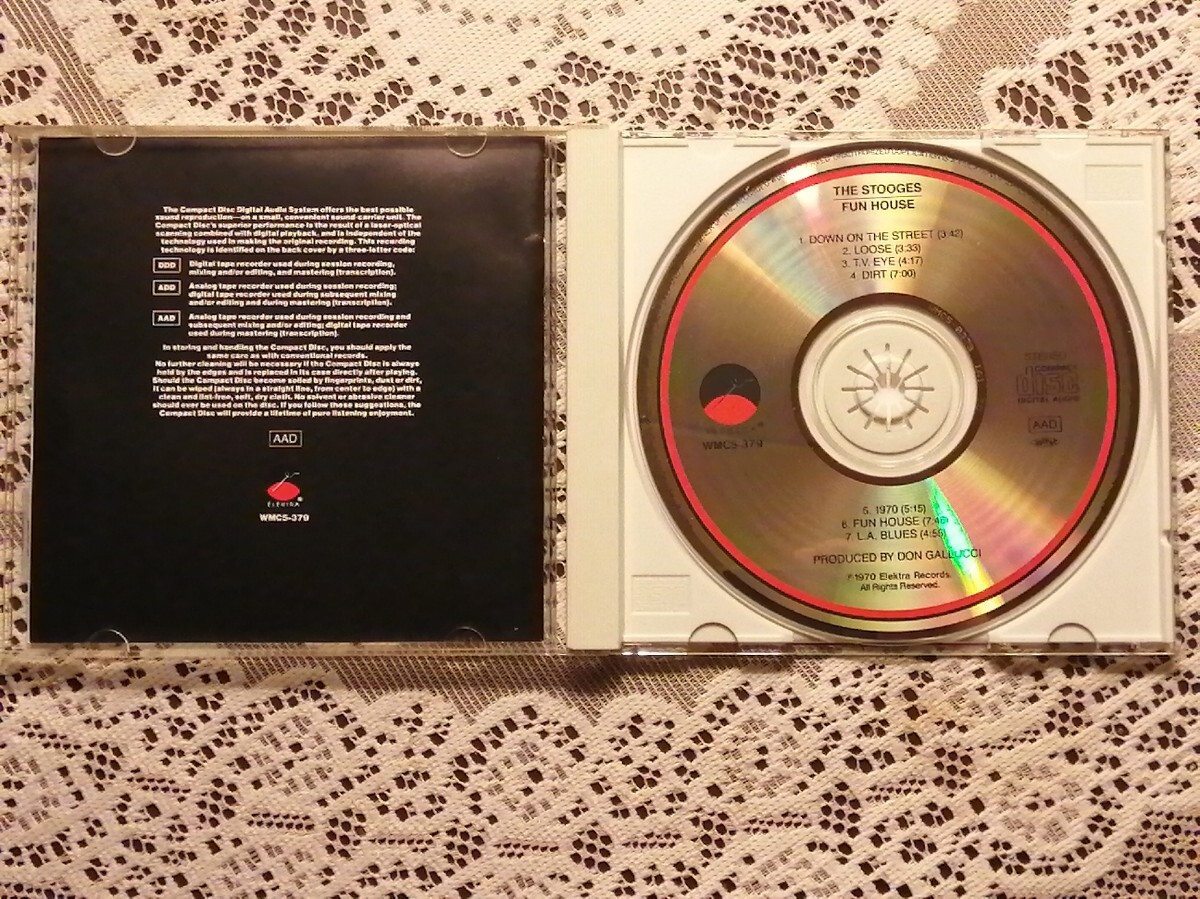 The Compact Disc Digital Audio System offers the best possible
sound reproduction—on a small, convenient sound-carrier unit. The
Compact Disc's superior performance is the result of a laser-optical
scanning combined with digital playback, and is independent of the
technology used in making the original recording. This recording
technology is identified on the back cover by a three-letter code:
DDD Digital tape recorder used during session recording,
mixing and/or editing, and mastering (transcription).
ADD Analog tape recorder used during session recording;
digital tape recorder used during subsequent mixing
and/or editing and during mastering (transcription).
AAD Analog tape recorder used during session recording and
subsequent mixing and/or editing; digital tape recorder
used during mastering (transcription).
In storing and handling the Compact Disc, you should apply the
same care as with conventional records.
No further cleaning will be necessary if the Compact Disc is always
held by the edges and is replaced in its case directly after playing.
Should the Compact Disc become soiled by fingerprints, dust or dirt,
it can be wiped (always in a straight line, from center to edge) with a
clean and lint-free, soft, dry cloth. No solvent or abrasive cleaner
should ever be used on the disc. If you follow these suggestions, the
Compact Disc will provide a lifetime of pure listening enjoyment.
AAD
ELEKTRA®
WMC5-379
THE STOOGES
FUN HOUSE
1. DOWN ON THE STREET (3:42)
2. LOOSE (3:33)
3. T.V. EYE (4:17)
4. DIRT (7:00)
ELEKTRA®
WMC5-379
STEREO
COMPACT
disc
DIGITAL AUDIO
AAD
5. 1970 (5:15)
6. FUN HOUSE (7:46)
7. L.A. BLUES (4:55)
PRODUCED BY DON GALLUCCI
℗1970 Elektra Records.
All Rights Reserved.